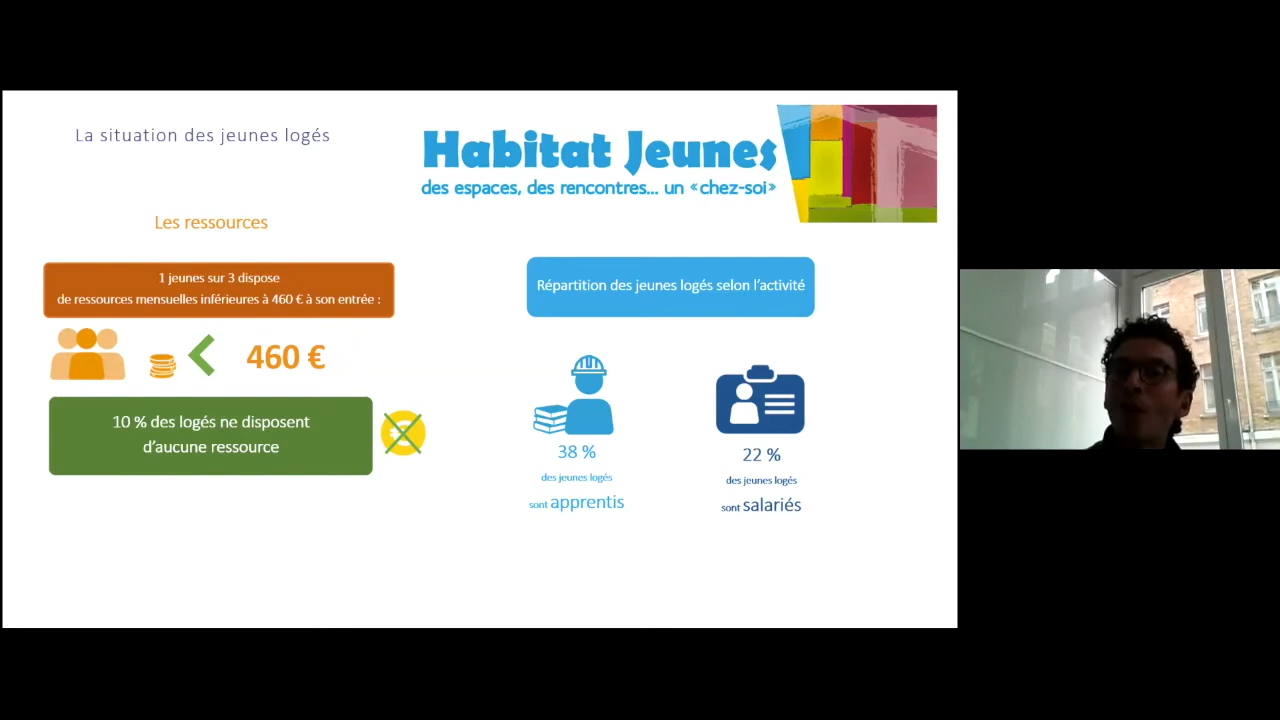 La situation des jeunes logés
Habitat Jeunes
des espaces, des rencontres... un «chez-soi»
Les ressources
1 jeunes sur 3 dispose
de ressources mensuelles inférieures à 460 € à son entrée :
460 €
10 % des logés ne disposent
d'aucune ressource
Répartition des jeunes logés selon l'activité
38 %
des jeunes logés
sont apprentis
22 %
des jeunes logés
sont salariés